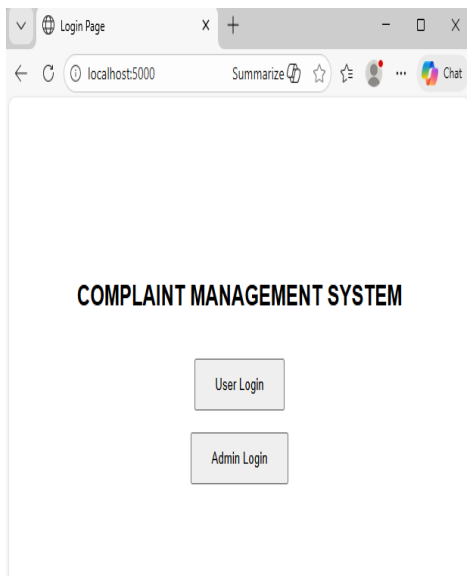 Login Page
localhost:5000 Summarize Chat
COMPLAINT MANAGEMENT SYSTEM
User Login
Admin Login